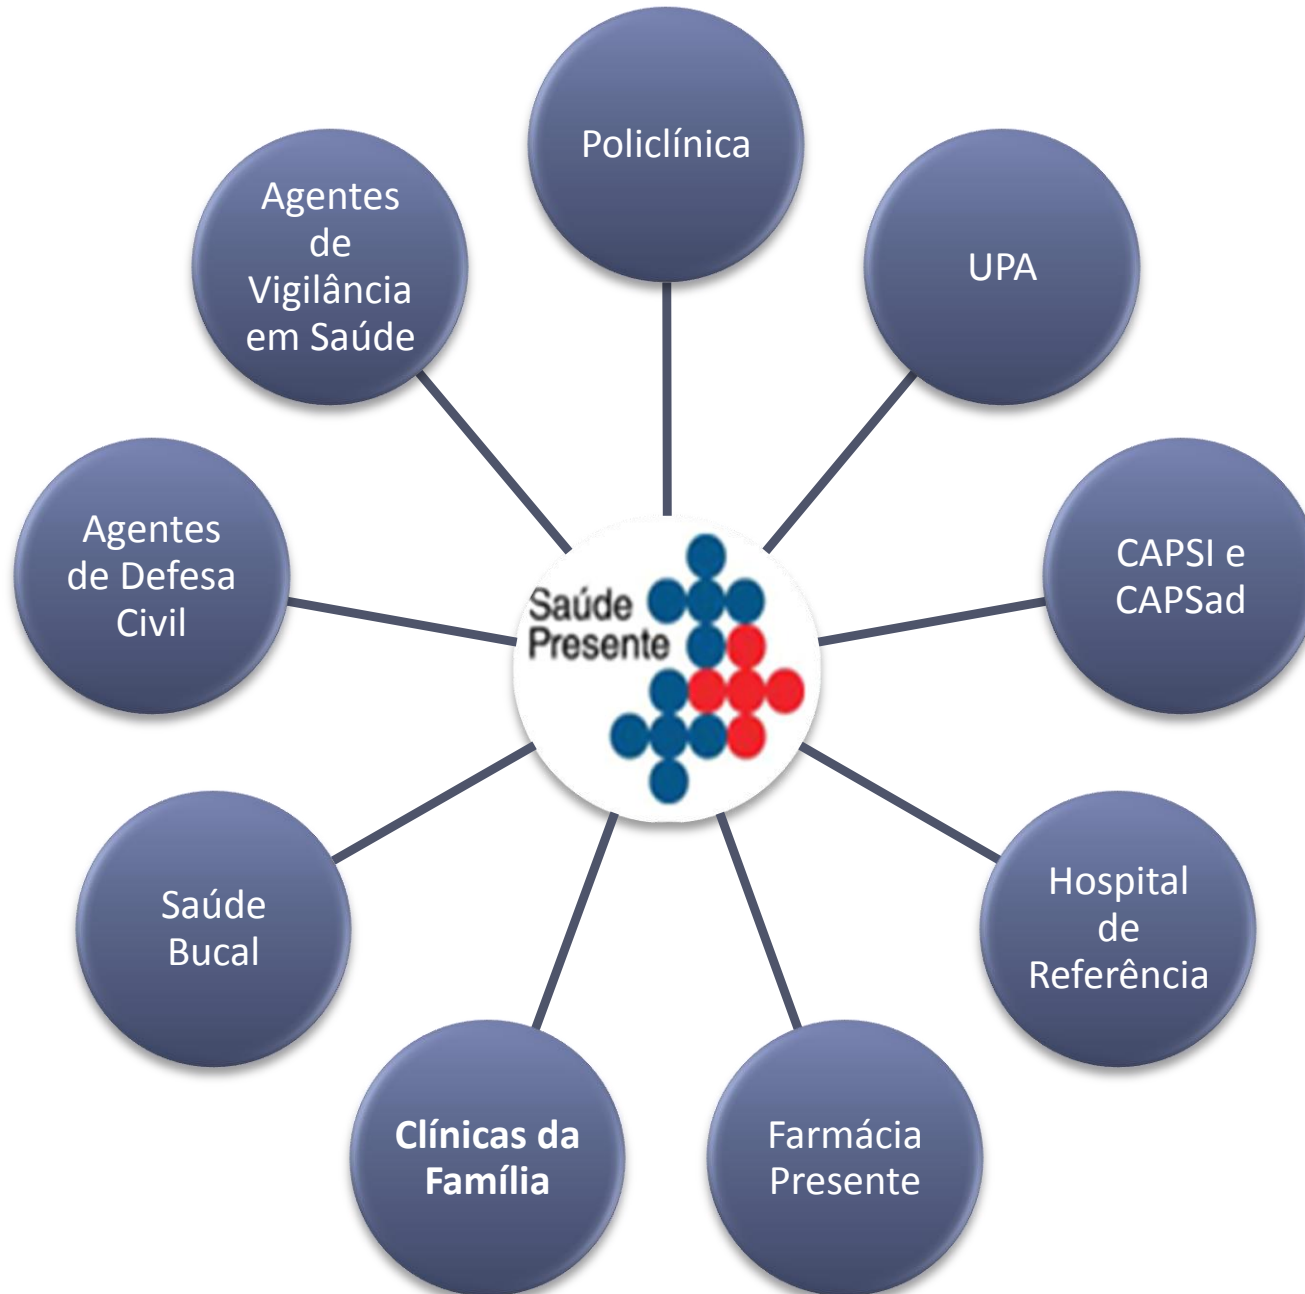 Policlínica
UPA
CAPSI e
CAPSad
Hospital
de
Referência
Farmácia
Presente
Clínicas da
Família
Saúde
Bucal
Agentes
de Defesa
Civil
Agentes
de
Vigilância
em Saúde
Saúde
Presente